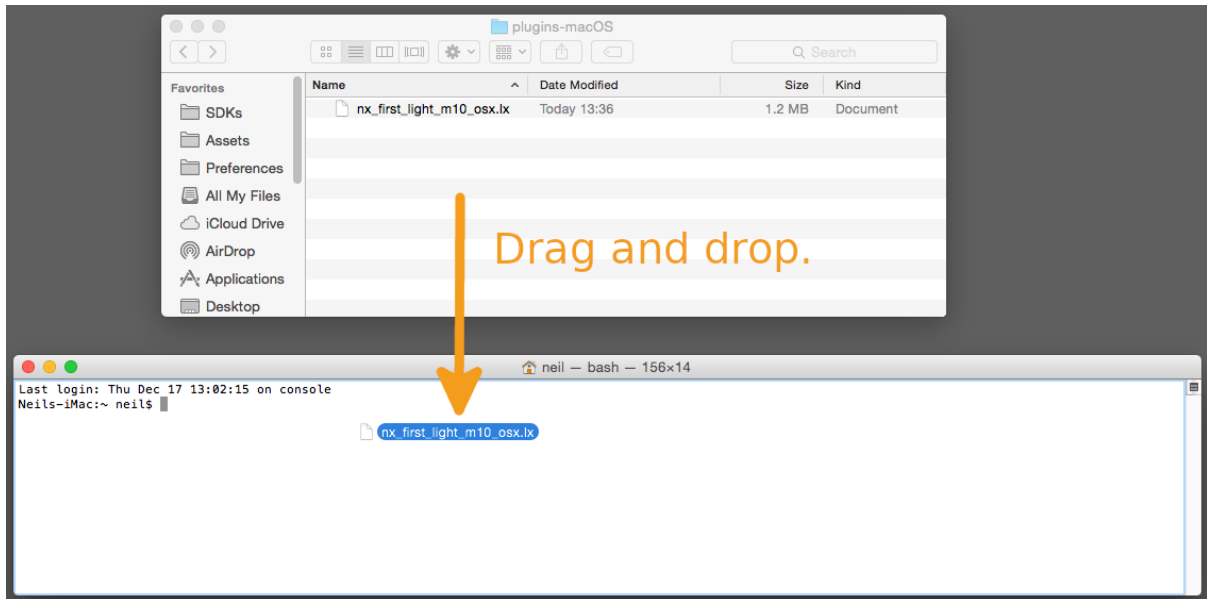 plugins-macOS
Search
Favorites
SDKs
Assets
Preferences
All My Files
iCloud Drive
AirDrop
Applications
Desktop
Name Date Modified Size Kind
nx_first_light_m10_osx.lx Today 13:36 1.2 MB Document
Drag and drop.
neil — bash — 156×14
Last login: Thu Dec 17 13:02:15 on console
Neils-iMac:~ neil$
nx_first_light_m10_osx.lx